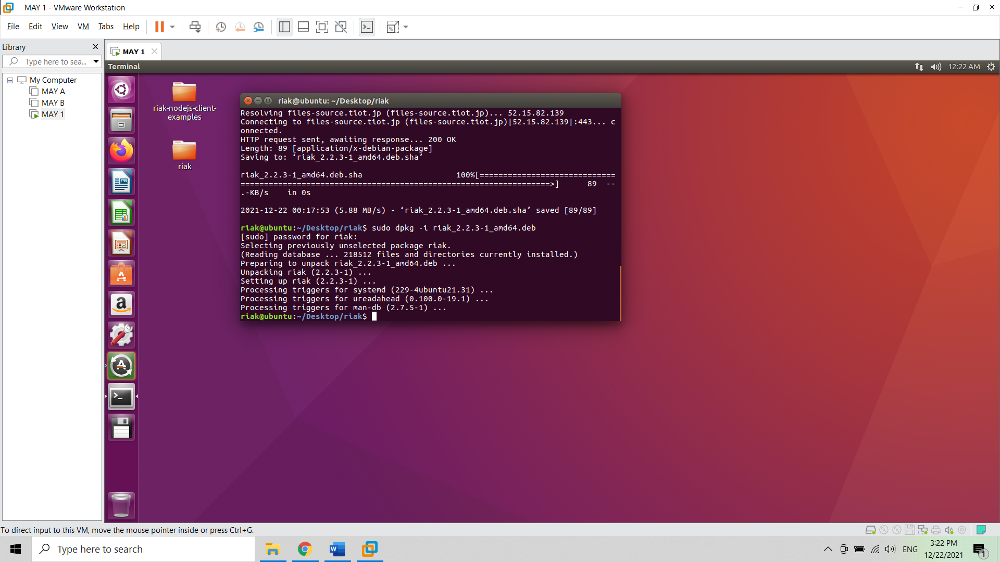 MAY 1 - VMware Workstation
File Edit View VM Tabs Help
Library
Type here to sea...
My Computer
MAY A
MAY B
MAY 1
MAY 1
Terminal
12:22 AM
riak-nodejs-client-
examples
riak
riak@ubuntu: ~/Desktop/riak
Resolving files-source.tiot.jp (files-source.tiot.jp)... 52.15.82.139
Connecting to files-source.tiot.jp (files-source.tiot.jp)|52.15.82.139|:443... c
onnected.
HTTP request sent, awaiting response... 200 OK
Length: 89 [application/x-debian-package]
Saving to: ‘riak_2.2.3-1_amd64.deb.sha’
riak_2.2.3-1_amd64.deb.sha 100%[=============================
==================================================================>] 89 --
.-KB/s in 0s
2021-12-22 00:17:53 (5.88 MB/s) - ‘riak_2.2.3-1_amd64.deb.sha’ saved [89/89]
riak@ubuntu:~/Desktop/riak$ sudo dpkg -i riak_2.2.3-1_amd64.deb
[sudo] password for riak:
Selecting previously unselected package riak.
(Reading database ... 218512 files and directories currently installed.)
Preparing to unpack riak_2.2.3-1_amd64.deb ...
Unpacking riak (2.2.3-1) ...
Setting up riak (2.2.3-1) ...
Processing triggers for systemd (229-4ubuntu21.31) ...
Processing triggers for ureadahead (0.100.0-19.1) ...
Processing triggers for man-db (2.7.5-1) ...
riak@ubuntu:~/Desktop/riak$
To direct input to this VM, move the mouse pointer inside or press Ctrl+G.
Type here to search
ENG
3:22 PM
12/22/2021
1